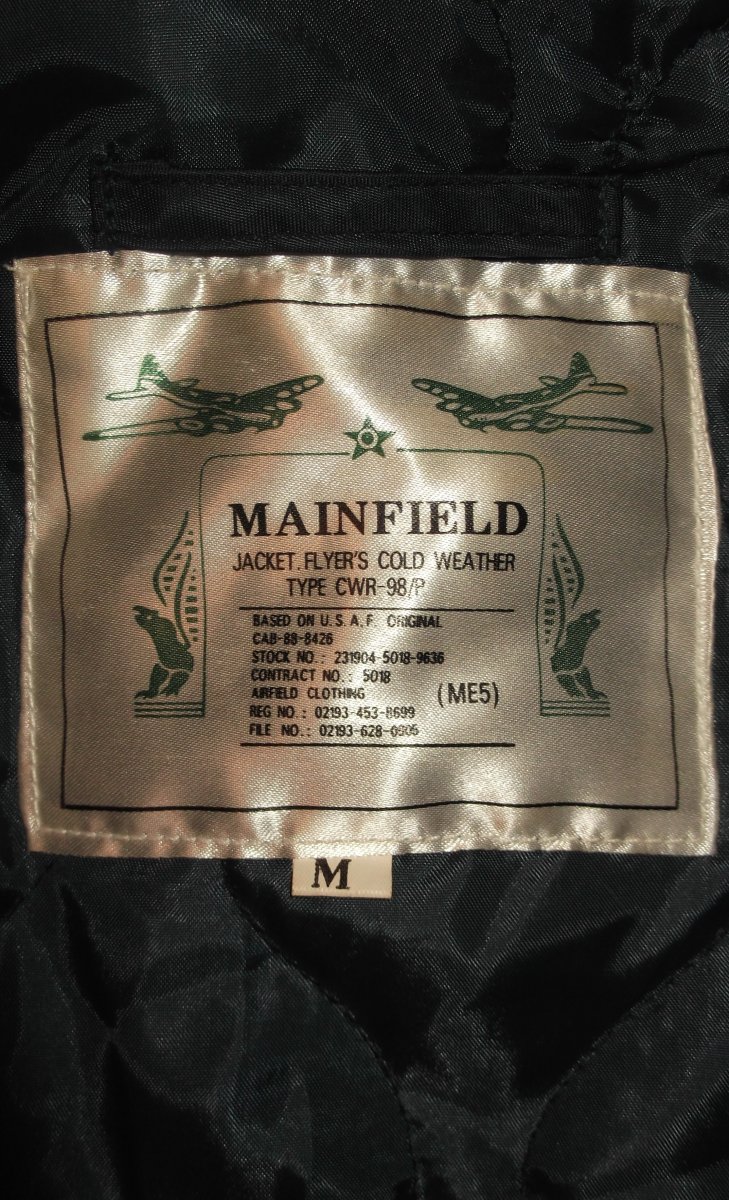 MAINFIELD
JACKET.FLYER'S COLD WEATHER
TYPE CWR-98/P
BASED ON U.S.A.F. ORIGINAL
CAB-88-8426
STOCK NO.: 231904-5018-9636
CONTRACT NO.: 5018
AIRFIELD CLOTHING
(ME5)
REG NO.: 02193-453-8699
FILE NO.: 02193-628-0905
M